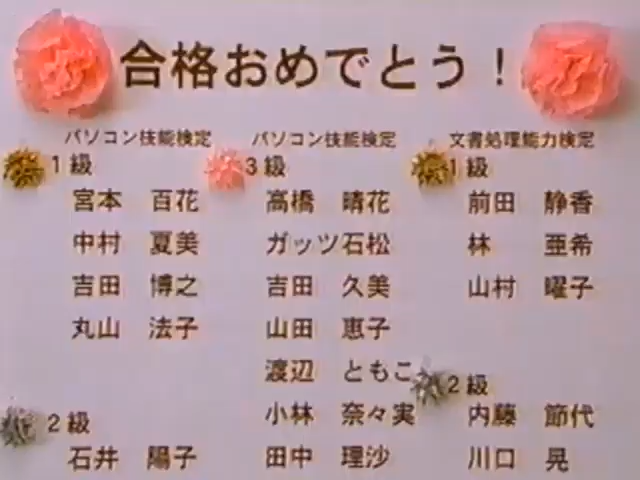 合格おめでとう！
パソコン技能検定
1級
宮本 百花
中村 夏美
吉田 博之
丸山 法子
2級
石井 陽子
パソコン技能検定
3級
高橋 晴花
ガッツ石松
吉田 久美
山田 恵子
渡辺 ともこ
小林 奈々実
田中 理沙
文書処理能力検定
1級
前田 静香
林 亜希
山村 曜子
2級
内藤 節代
川口 晃